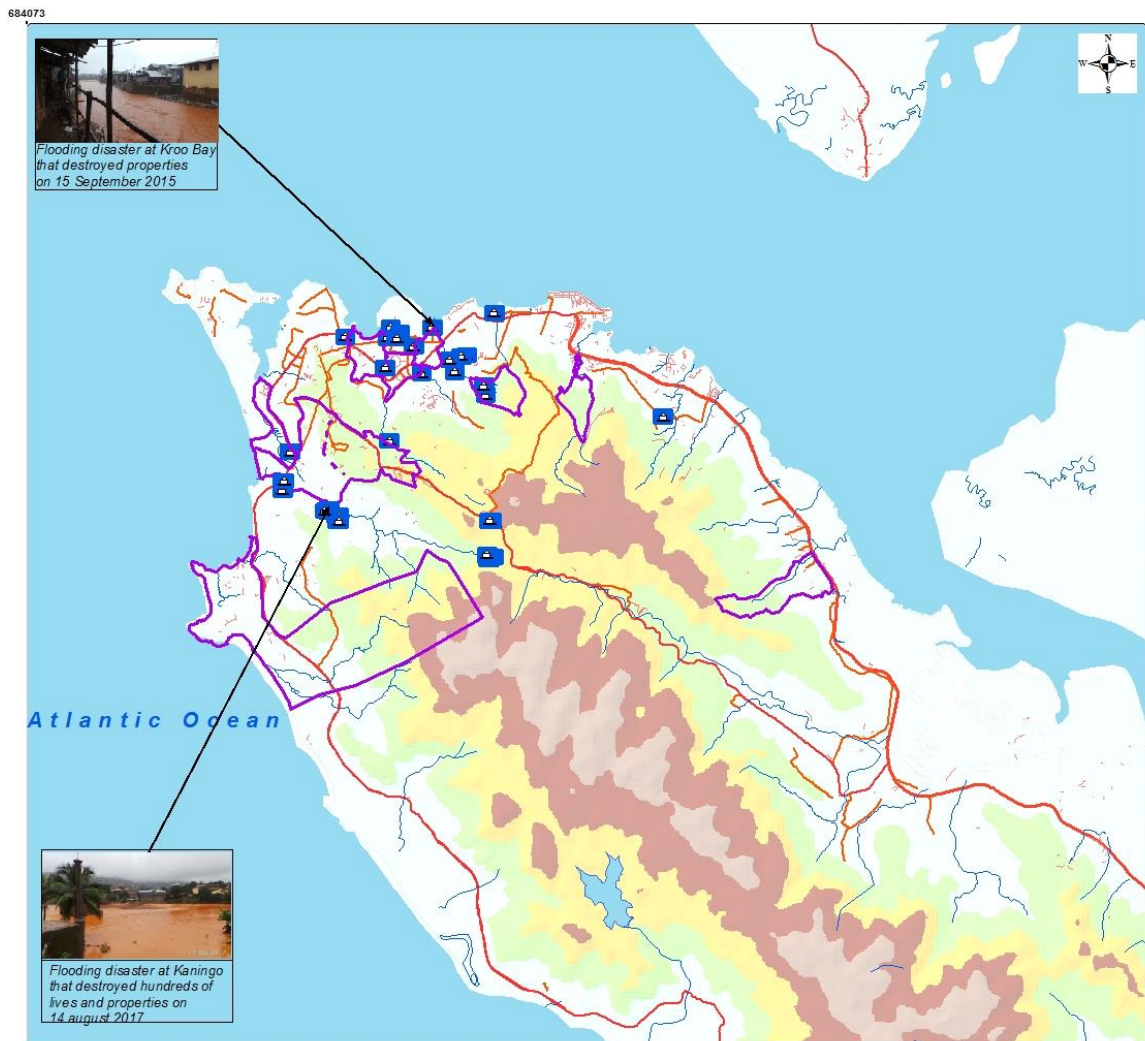 684073
N
W E
S
Flooding disaster at Kroo Bay
that destroyed properties
on 15 September 2015
Atlantic Ocean
Flooding disaster at Kaningo
that destroyed hundreds of
lives and properties on
14 august 2017